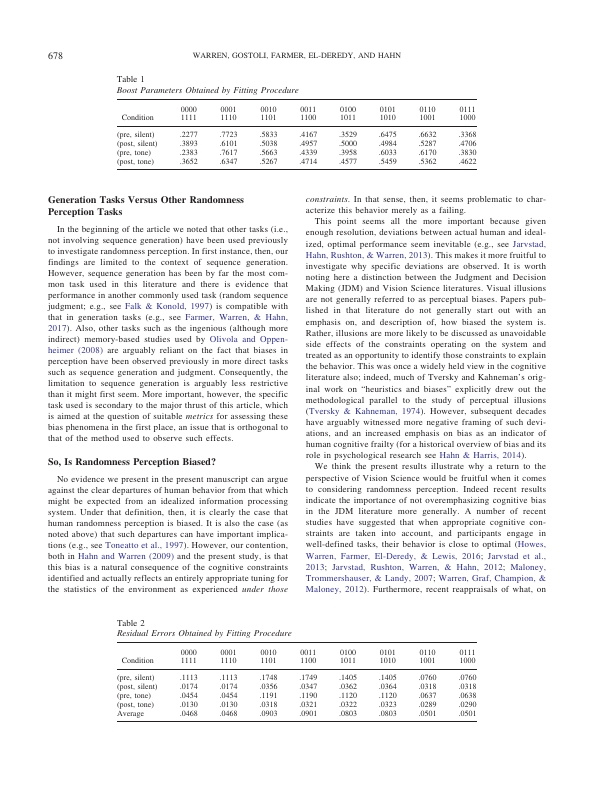 678
WARREN, GOSTOLI, FARMER, EL-DEREDY, AND HAHN
Table 1
Boost Parameters Obtained by Fitting Procedure
0000 0001 0010 0011 0100 0101 0110 0111
Condition 1111 1110 1101 1100 1011 1010 1001 1000
(pre, silent) .2277 .7723 .5833 .4167 .3529 .6475 .6632 .3368
(post, silent) .3893 .6101 .5038 .4957 .5000 .4984 .5287 .4706
(pre, tone) .2383 .7617 .5663 .4339 .3958 .6033 .6170 .3830
(post, tone) .3652 .6347 .5267 .4714 .4577 .5459 .5362 .4622
Generation Tasks Versus Other Randomness
Perception Tasks
In the beginning of the article we noted that other tasks (i.e.,
not involving sequence generation) have been used previously
to investigate randomness perception. In first instance, then, our
findings are limited to the context of sequence generation.
However, sequence generation has been by far the most com-
mon task used in this literature and there is evidence that
performance in another commonly used task (random sequence
judgment; e.g., see Falk & Konold, 1997) is compatible with
that in generation tasks (e.g., see Farmer, Warren, & Hahn,
2017). Also, other tasks such as the ingenious (although more
indirect) memory-based studies used by Olivola and Oppen-
heimer (2008) are arguably reliant on the fact that biases in
perception have been observed previously in more direct tasks
such as sequence generation and judgment. Consequently, the
limitation to sequence generation is arguably less restrictive
than it might first seem. More important, however, the specific
task used is secondary to the major thrust of this article, which
is aimed at the question of suitable metrics for assessing these
bias phenomena in the first place, an issue that is orthogonal to
that of the method used to observe such effects.
So, Is Randomness Perception Biased?
No evidence we present in the present manuscript can argue
against the clear departures of human behavior from that which
might be expected from an idealized information processing
system. Under that definition, then, it is clearly the case that
human randomness perception is biased. It is also the case (as
noted above) that such departures can have important implica-
tions (e.g., see Toneatto et al., 1997). However, our contention,
both in Hahn and Warren (2009) and the present study, is that
this bias is a natural consequence of the cognitive constraints
identified and actually reflects an entirely appropriate tuning for
the statistics of the environment as experienced under those
constraints. In that sense, then, it seems problematic to char-
acterize this behavior merely as a failing.
This point seems all the more important because given
enough resolution, deviations between actual human and ideal-
ized, optimal performance seem inevitable (e.g., see Jarvstad,
Hahn, Rushton, & Warren, 2013). This makes it more fruitful to
investigate why specific deviations are observed. It is worth
noting here a distinction between the Judgment and Decision
Making (JDM) and Vision Science literatures. Visual illusions
are not generally referred to as perceptual biases. Papers pub-
lished in that literature do not generally start out with an
emphasis on, and description of, how biased the system is.
Rather, illusions are more likely to be discussed as unavoidable
side effects of the constraints operating on the system and
treated as an opportunity to identify those constraints to explain
the behavior. This was once a widely held view in the cognitive
literature also; indeed, much of Tversky and Kahneman's orig-
inal work on "heuristics and biases" explicitly drew out the
methodological parallel to the study of perceptual illusions
(Tversky & Kahneman, 1974). However, subsequent decades
have arguably witnessed more negative framing of such devi-
ations, and an increased emphasis on bias as an indicator of
human cognitive frailty (for a historical overview of bias and its
role in psychological research see Hahn & Harris, 2014).
We think the present results illustrate why a return to the
perspective of Vision Science would be fruitful when it comes
to considering randomness perception. Indeed recent results
indicate the importance of not overemphasizing cognitive bias
in the JDM literature more generally. A number of recent
studies have suggested that when appropriate cognitive con-
straints are taken into account, and participants engage in
well-defined tasks, their behavior is close to optimal (Howes,
Warren, Farmer, El-Deredy, & Lewis, 2016; Jarvstad et al.,
2013; Jarvstad, Rushton, Warren, & Hahn, 2012; Maloney,
Trommershauser, & Landy, 2007; Warren, Graf, Champion, &
Maloney, 2012). Furthermore, recent reappraisals of what, on
Table 2
Residual Errors Obtained by Fitting Procedure
0000 0001 0010 0011 0100 0101 0110 0111
Condition 1111 1110 1101 1100 1011 1010 1001 1000
(pre, silent) .1113 .1113 .1748 .1749 .1405 .1405 .0760 .0760
(post, silent) .0174 .0174 .0356 .0347 .0362 .0364 .0318 .0318
(pre, tone) .0454 .0454 .1191 .1190 .1120 .1120 .0637 .0638
(post, tone) .0130 .0130 .0318 .0321 .0322 .0323 .0289 .0290
Average .0468 .0468 .0903 .0901 .0803 .0803 .0501 .0501